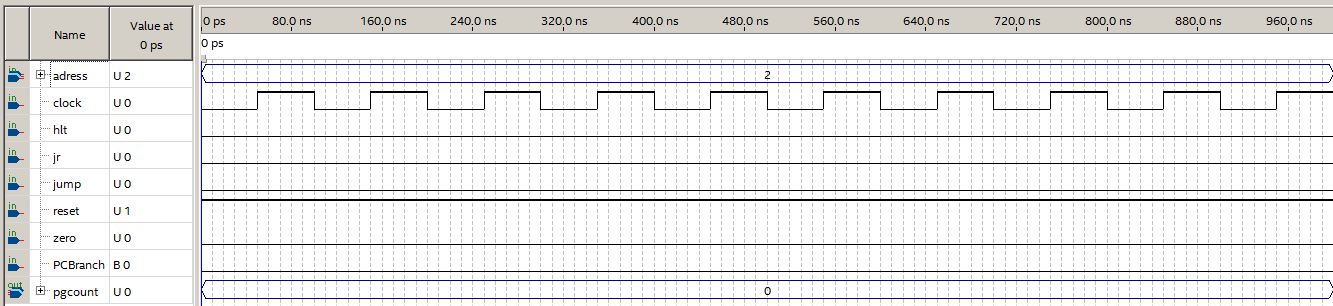 Name Value at 0 ps 0 ps 80.0 ns 160.0 ns 240.0 ns 320.0 ns 400.0 ns 480.0 ns 560.0 ns 640.0 ns 720.0 ns 800.0 ns 880.0 ns 960.0 ns
0 ps
in adress U 2 2
in clock U 0
in hlt U 0
in jr U 0
in jump U 0
in reset U 1
in zero U 0
in PCBranch B 0
out pgcount U 0 0